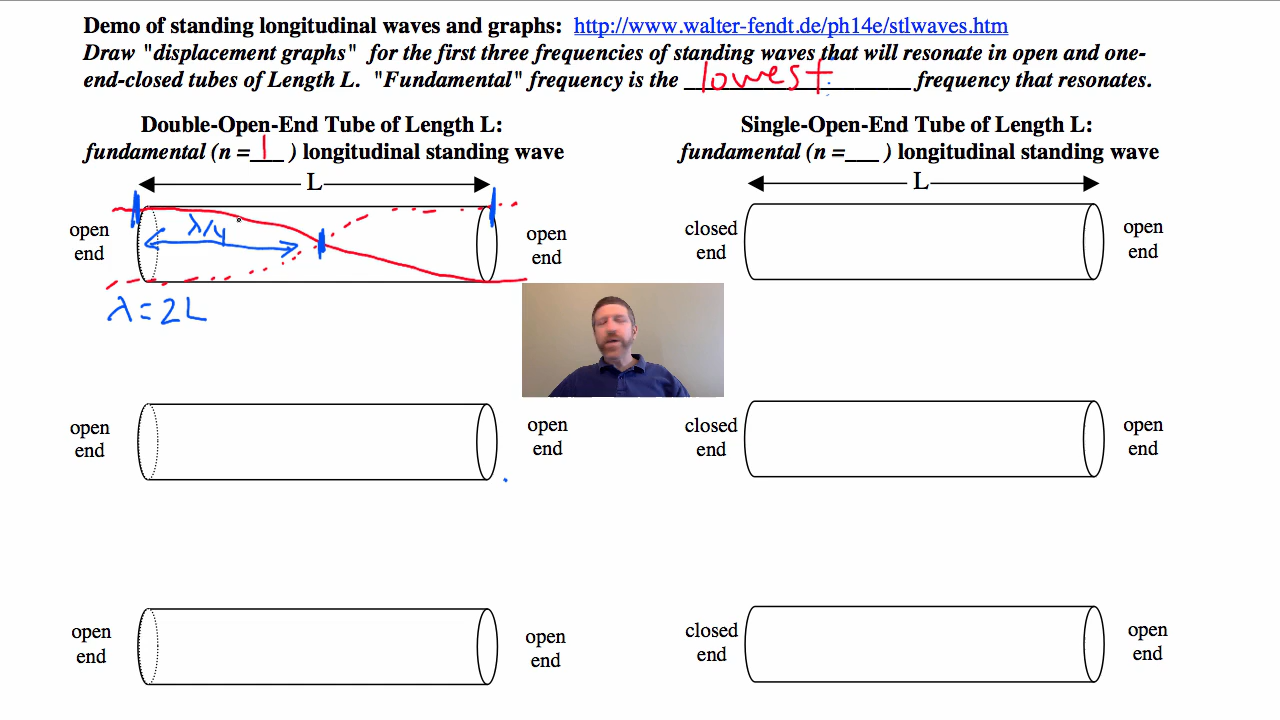 Demo of standing longitudinal waves and graphs: http://www.walter-fendt.de/ph14e/stlwaves.htm
Draw "displacement graphs" for the first three frequencies of standing waves that will resonate in open and one-
end-closed tubes of Length L. "Fundamental" frequency is the lowest frequency that resonates.
Double-Open-End Tube of Length L:
fundamental (n = 1 ) longitudinal standing wave
L
open
end
λ/4
open
end
λ = 2L
open
end
open
end
open
end
open
end
Single-Open-End Tube of Length L:
fundamental (n =___ ) longitudinal standing wave
L
closed
end
open
end
closed
end
open
end
closed
end
open
end